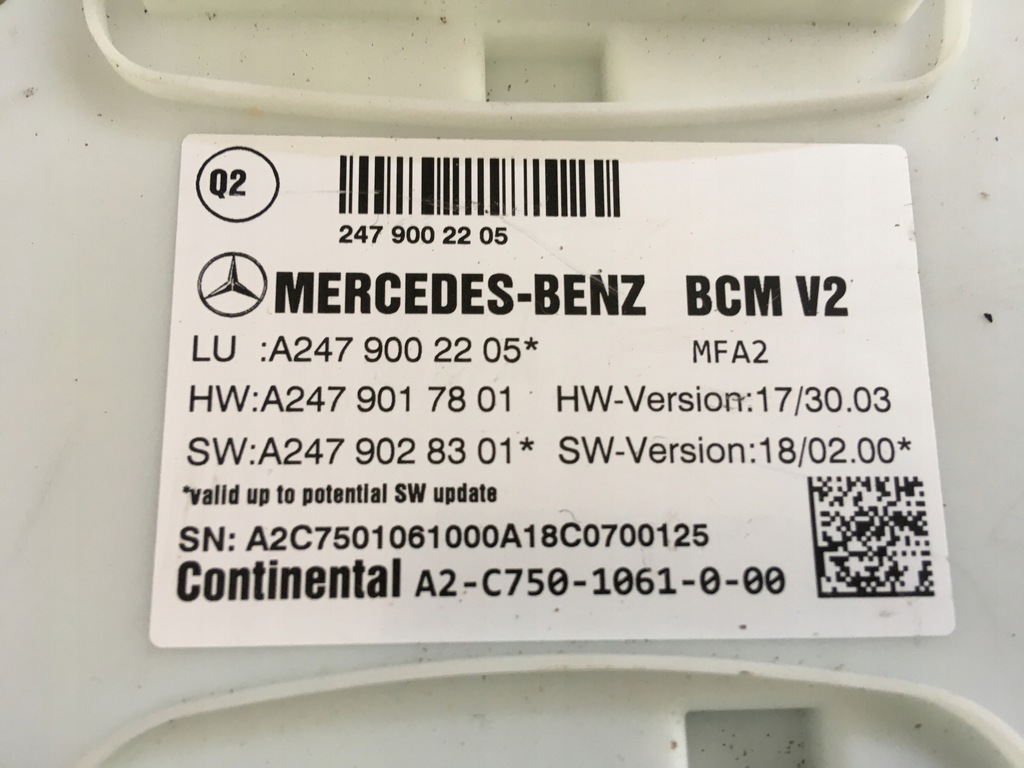 Q2
247 900 22 05
MERCEDES-BENZ BCM V2
LU :A247 900 22 05* MFA2
HW:A247 901 78 01 HW-Version:17/30.03
SW:A247 902 83 01* SW-Version:18/02.00*
*valid up to potential SW update
SN: A2C7501061000A18C0700125
Continental A2-C750-1061-0-00